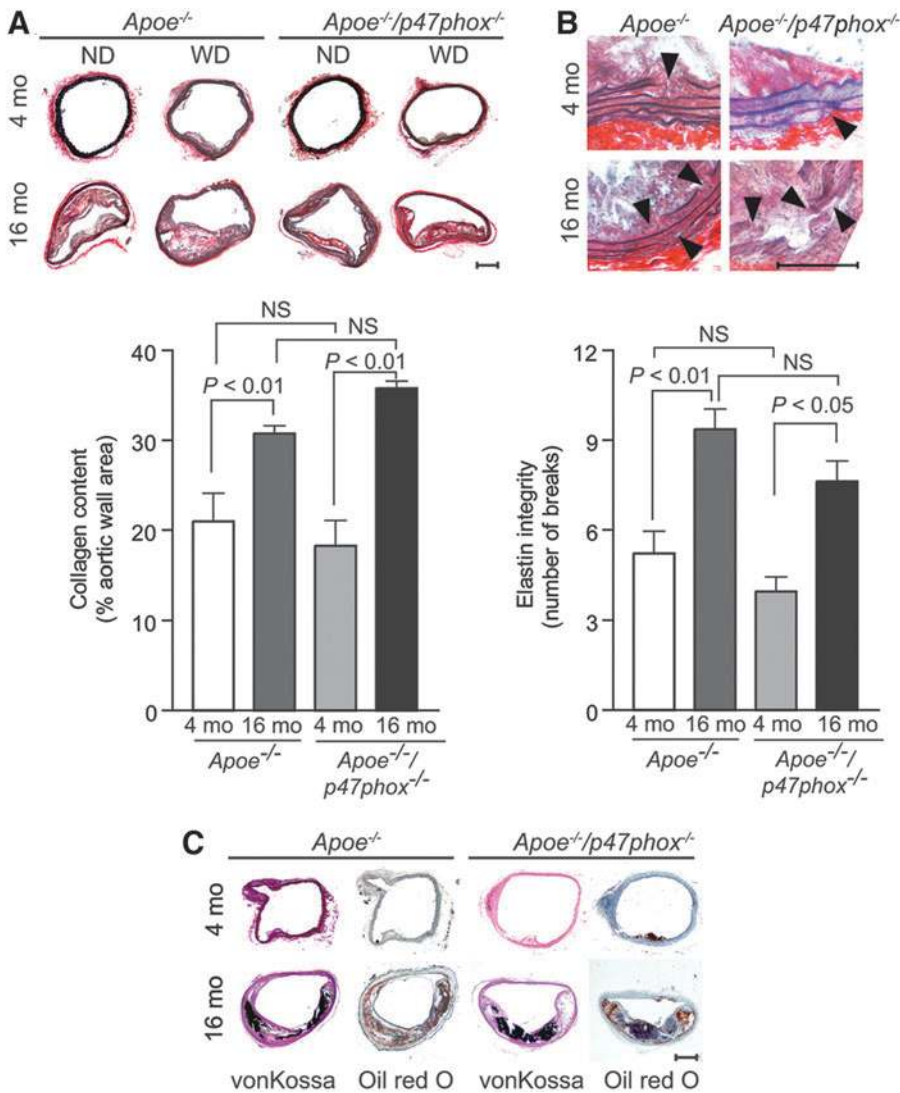 A
Apoe-/-
Apoe-/-/p47phox-/-
ND
WD
ND
WD
4 mo
16 mo
B
Apoe-/-
Apoe-/-/p47phox-/-
4 mo
16 mo
Collagen content
(% aortic wall area)
40
30
20
10
0
NS
NS
P < 0.01
P < 0.01
4 mo
16 mo
4 mo
16 mo
Apoe-/-
Apoe-/-/
p47phox-/-
Elastin integrity
(number of breaks)
12
9
6
3
0
NS
NS
P < 0.01
P < 0.05
4 mo
16 mo
4 mo
16 mo
Apoe-/-
Apoe-/-/
p47phox-/-
C
Apoe-/-
Apoe-/-/p47phox-/-
4 mo
16 mo
vonKossa
Oil red O
vonKossa
Oil red O